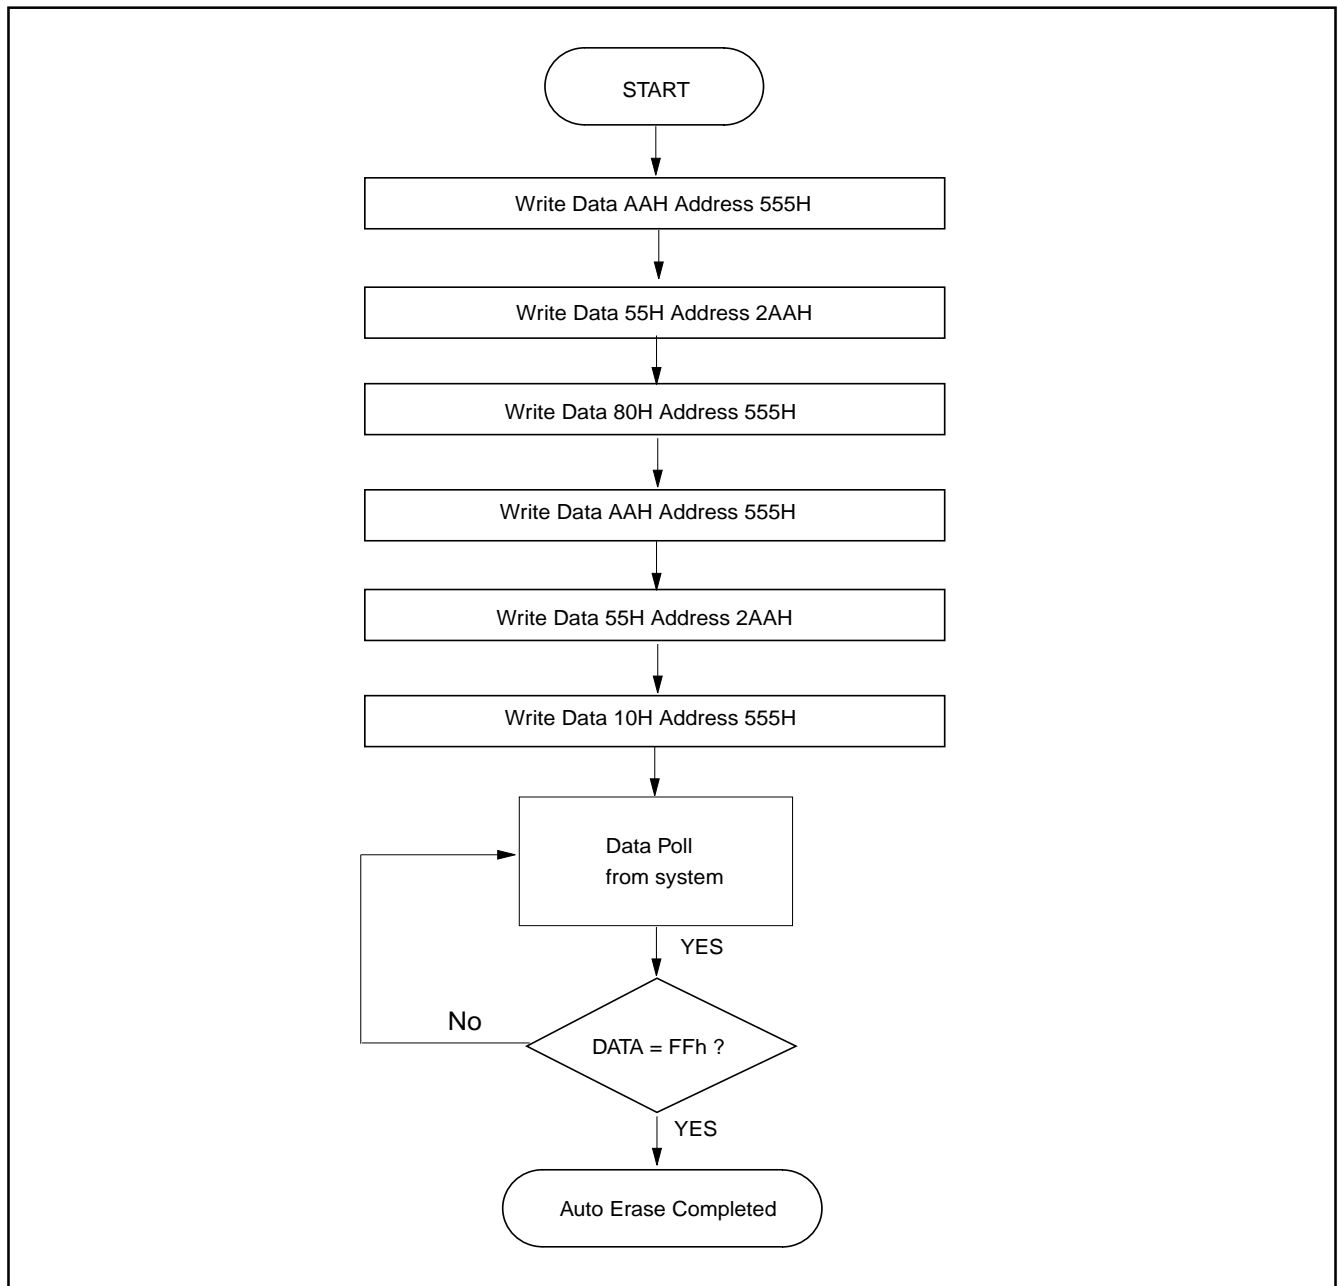 START
Write Data AAH Address 555H
Write Data 55H Address 2AAH
Write Data 80H Address 555H
Write Data AAH Address 555H
Write Data 55H Address 2AAH
Write Data 10H Address 555H
Data Poll
from system
YES
No
DATA = FFh ?
YES
Auto Erase Completed